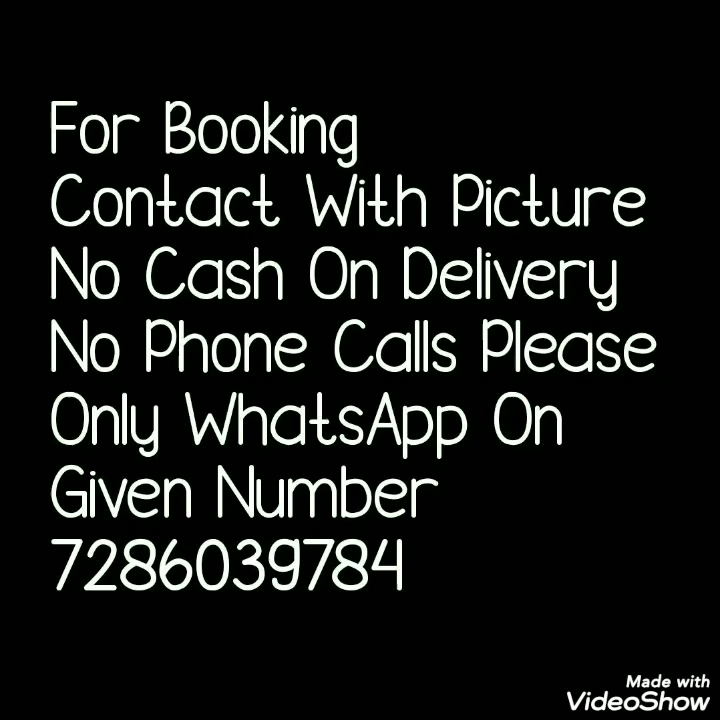 For Booking
Contact With Picture
No Cash On Delivery
No Phone Calls Please
Only WhatsApp On
Given Number
7286039784
Made with
VideoShow